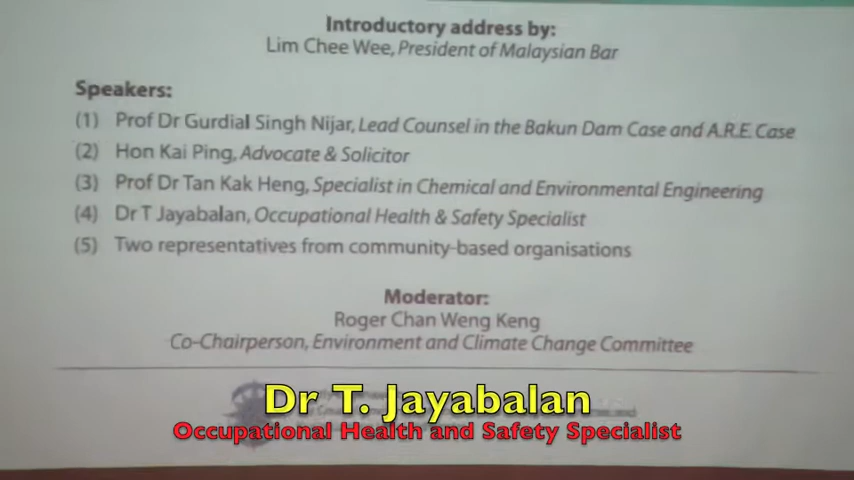 Introductory address by:
Lim Chee Wee, President of Malaysian Bar
Speakers:
(1) Prof Dr Gurdial Singh Nijar, Lead Counsel in the Bakun Dam Case and A.R.E. Case
(2) Hon Kai Ping, Advocate & Solicitor
(3) Prof Dr Tan Kak Heng, Specialist in Chemical and Environmental Engineering
(4) Dr T Jayabalan, Occupational Health & Safety Specialist
(5) Two representatives from community-based organisations
Moderator:
Roger Chan Weng Keng
Co-Chairperson, Environment and Climate Change Committee
Dr T. Jayabalan
Occupational Health and Safety Specialist